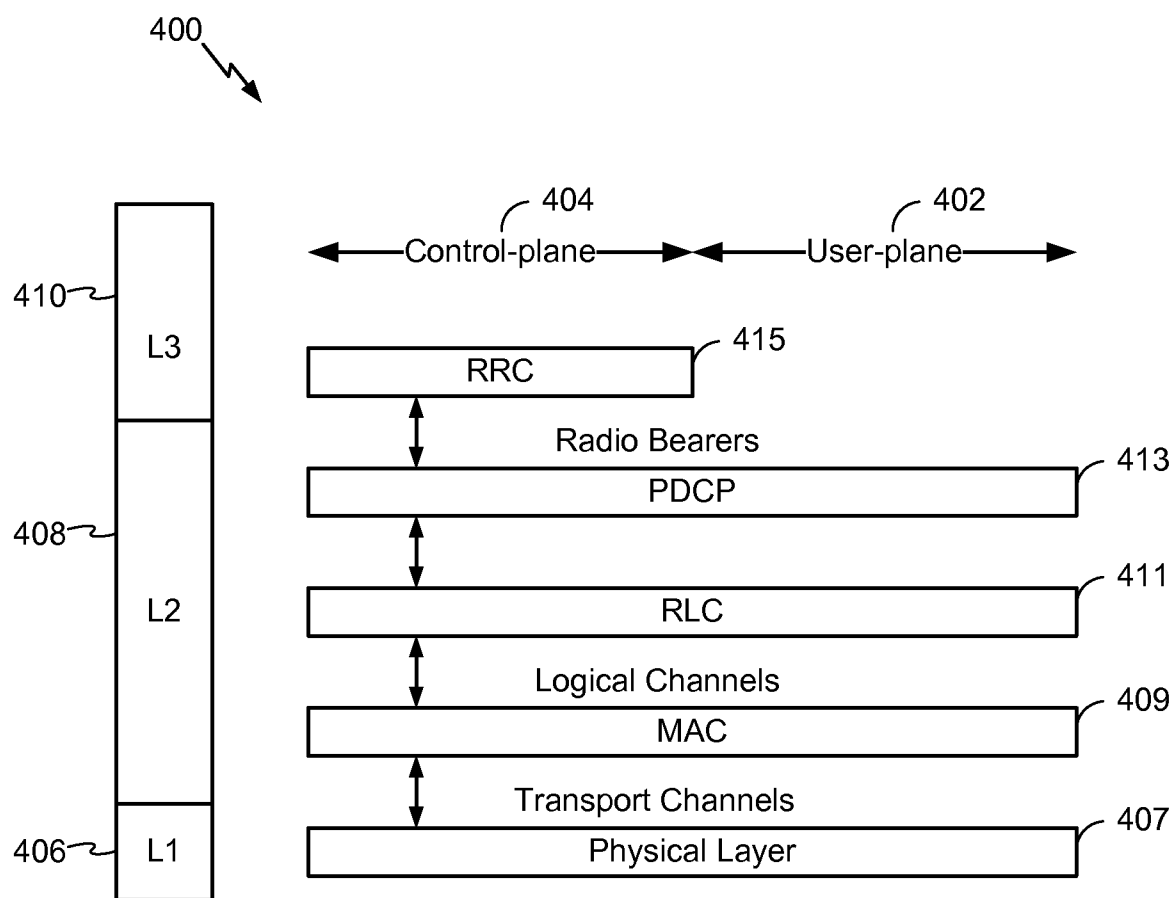 400
404
402
Control-plane
User-plane
410
L3
415
RRC
Radio Bearers
413
PDCP
408
L2
411
RLC
Logical Channels
409
MAC
Transport Channels
407
406
L1
Physical Layer